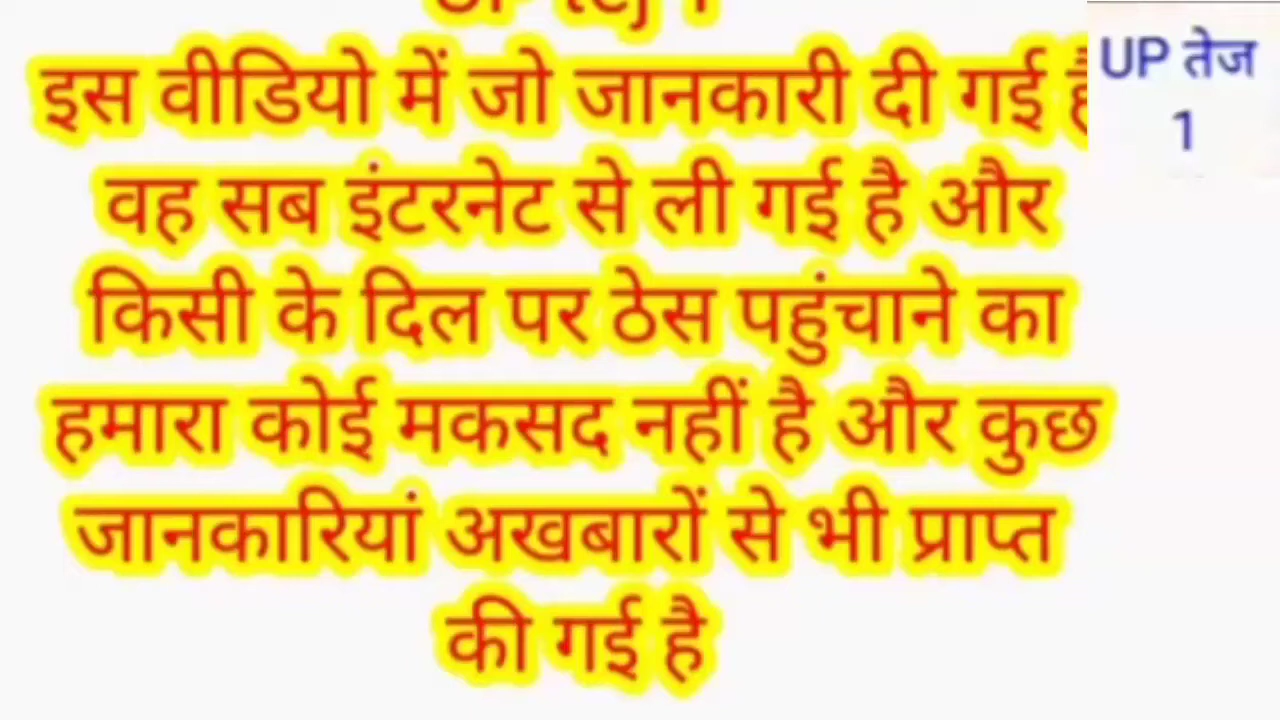 इस वीडियो में जो जानकारी दी गई
वह सब इंटरनेट से ली गई है और
किसी के दिल पर ठेस पहुंचाने का
हमारा कोई मकसद नहीं है और कुछ
जानकारियां अखबारों से भी प्राप्त
की गई है
UP तेज
1